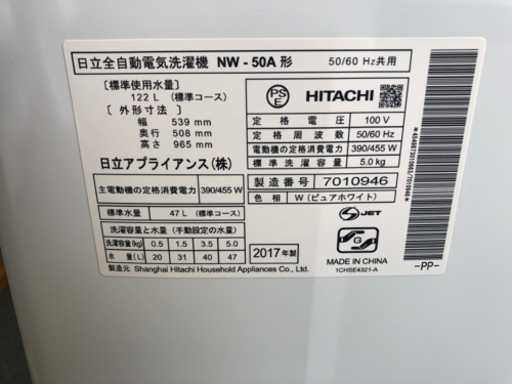 日立全自動電気洗濯機 NW - 50A 形 50/60 Hz共用
〔標準使用水量〕
122 L (標準コース)
〔 外 形 寸 法 〕
幅 539 mm
奥行 508 mm
高さ 965 mm
日立アプライアンス(株)
PS
E
HITACHI
定格電圧 100 V
定格周波数 50/60 Hz
電動機の定格消費電力 390/455 W
標準洗濯容量 5.0kg
主電動機の定格消費電力 390/455 W
製造番号 7010946
標準水量 47 L (標準コース)
色相 W (ピュアホワイト)
洗濯容量と水量 (手動設定の水量)
洗濯容量(kg) 0.5 1.5 3.5 5.0
水 量(L) 20 31 40 47
2017年製
S JET
G
製造元 Shanghai Hitachi Household Appliances Co., Ltd.
MADE IN CHINA
1CHSE4321-A
-PP-